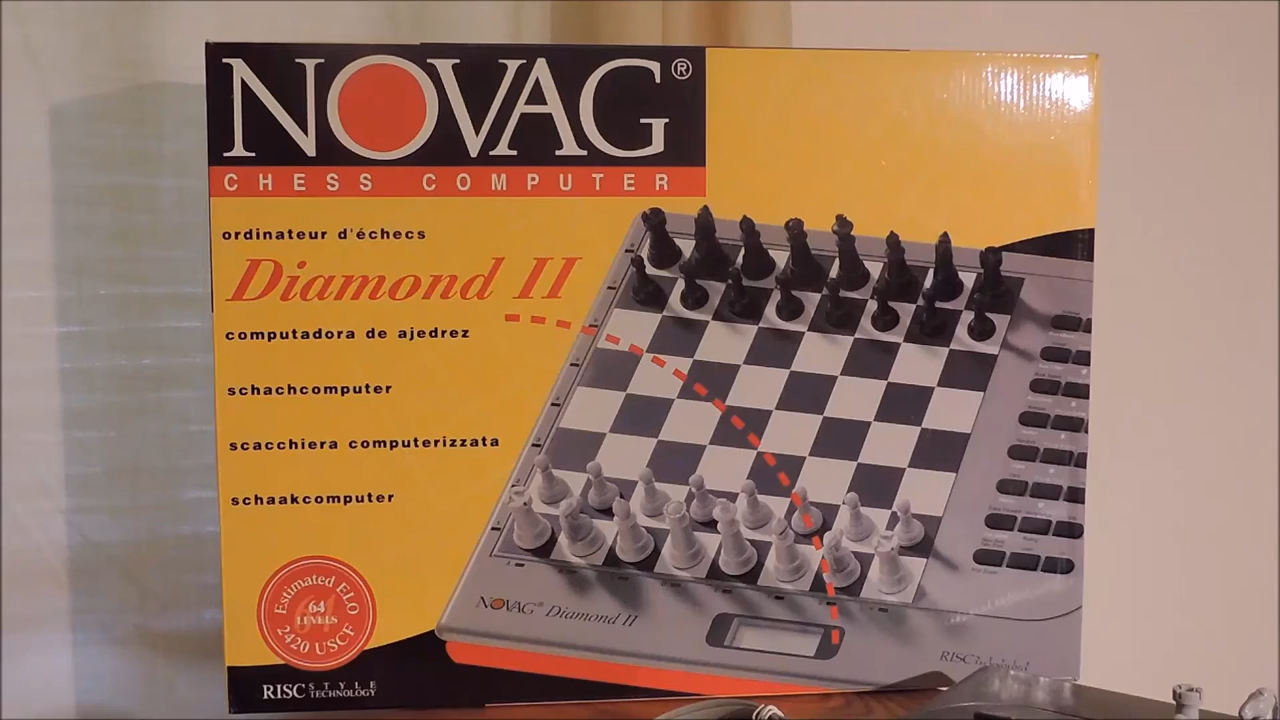 NOVAG®
CHESS COMPUTER
ordinateur d'échecs
Diamond II
computadora de ajedrez
schachcomputer
scacchiera computerizzata
schaakcomputer
Estimated ELO
64
LEVELS
2420 USCF
RISC STYLE
TECHNOLOGY
NOVAG® Diamond II
RISC